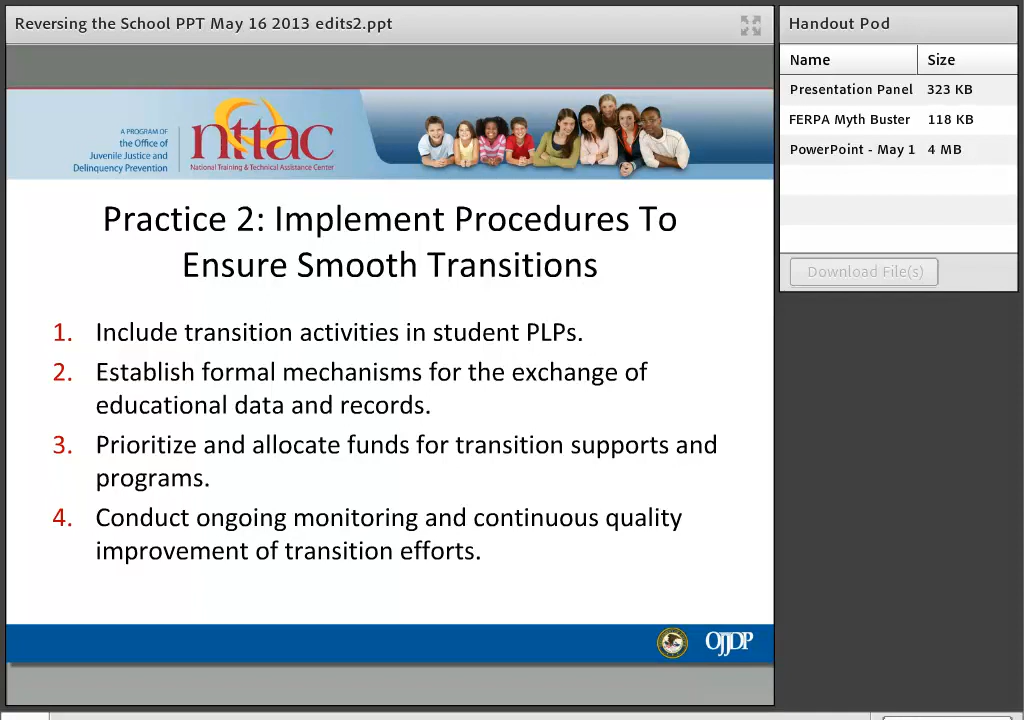 Reversing the School PPT May 16 2013 edits2.ppt
A PROGRAM OF
the Office of
Juvenile Justice and
Delinquency Prevention
nttac
National Training & Technical Assistance Center
Practice 2: Implement Procedures To
Ensure Smooth Transitions
1. Include transition activities in student PLPs.
2. Establish formal mechanisms for the exchange of
educational data and records.
3. Prioritize and allocate funds for transition supports and
programs.
4. Conduct ongoing monitoring and continuous quality
improvement of transition efforts.
OJJDP
Handout Pod
Name Size
Presentation Panel 323 KB
FERPA Myth Buster 118 KB
PowerPoint - May 1 4 MB
Download File(s)